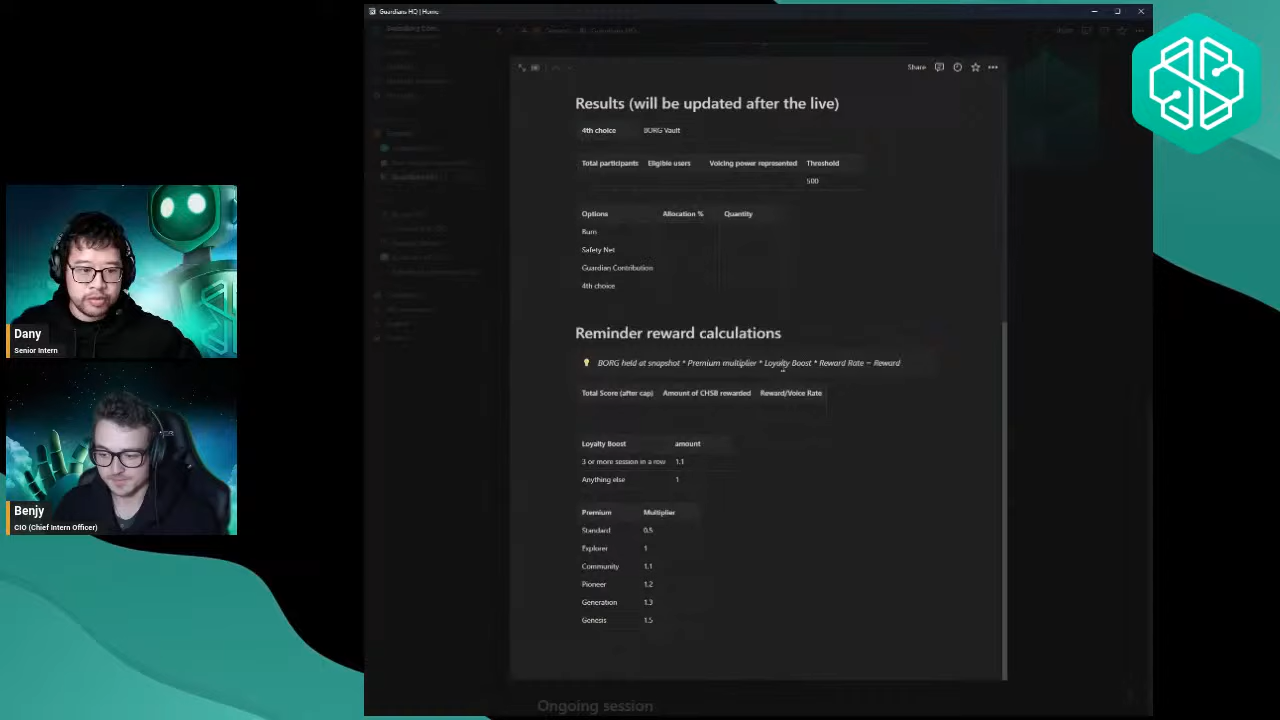 Guardians HQ | Home
Share
Results (will be updated after the live)
4th choice BORG Vault
Total participants Eligible users Voicing power represented Threshold
500
Options Allocation % Quantity
Burn
Safety Net
Guardian Contribution
4th choice
Reminder reward calculations
BORG held at snapshot * Premium multiplier * Loyalty Boost * Reward Rate = Reward
Total Score (after cap) Amount of CHSB rewarded Reward/Voice Rate
Loyalty Boost amount
3 or more session in a row 1.1
Anything else 1
Premium Multiplier
Standard 0.5
Explorer 1
Community 1.1
Pioneer 1.2
Generation 1.3
Genesis 1.5
Ongoing session
Dany
Senior Intern
Benjy
CIO (Chief Intern Officer)